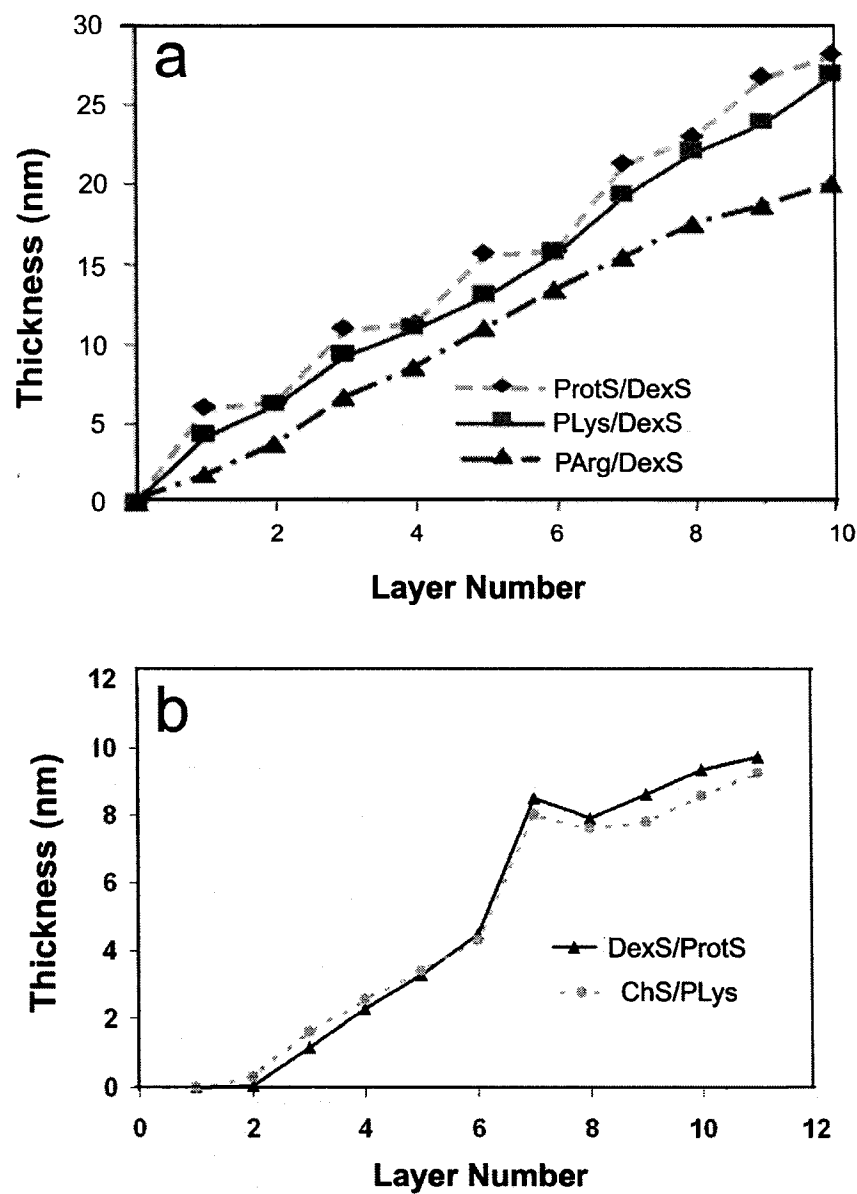 30
a
25
20
15
10
5
0
Thickness (nm)
ProtS/DexS
PLys/DexS
PArg/DexS
2 4 6 8 10
Layer Number
12
b
10
8
6
4
2
0
Thickness (nm)
DexS/ProtS
ChS/PLys
0 2 4 6 8 10 12
Layer Number